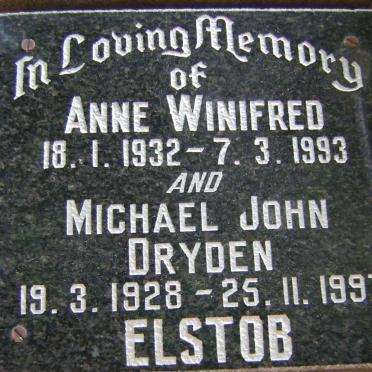 In Loving Memory
of
ANNE WINIFRED
18. 1. 1932 - 7. 3. 1993
AND
MICHAEL JOHN
DRYDEN
19. 3. 1928 - 25. 11.
ELSTOB